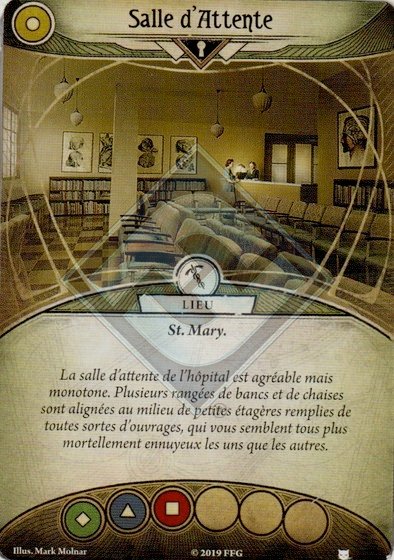 Salle d'Attente
LIEU
St. Mary.
La salle d'attente de l'hôpital est agréable mais
monotone. Plusieurs rangées de bancs et de chaises
sont alignées au milieu de petites étagères remplies de
toutes sortes d'ouvrages, qui vous semblent tous plus
mortellement ennuyeux les uns que les autres.
Illus. Mark Molnar
© 2019 FFG